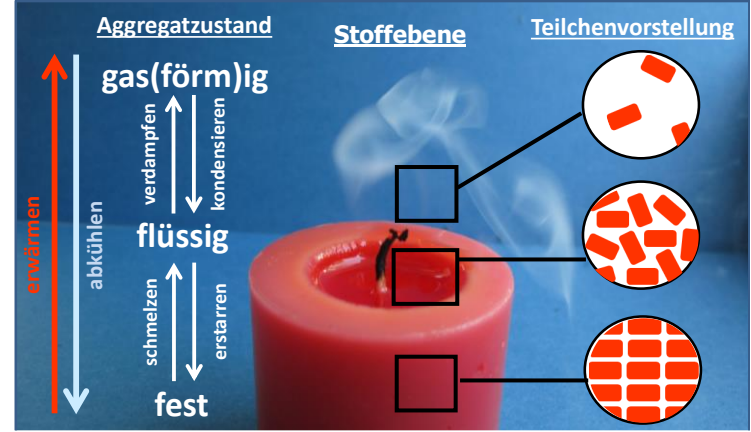 Aggregatzustand
Stoffebene
Teilchenvorstellung
gas(förm)ig
verdampfen
kondensieren
flüssig
erwärmen
abkühlen
schmelzen
erstarren
fest